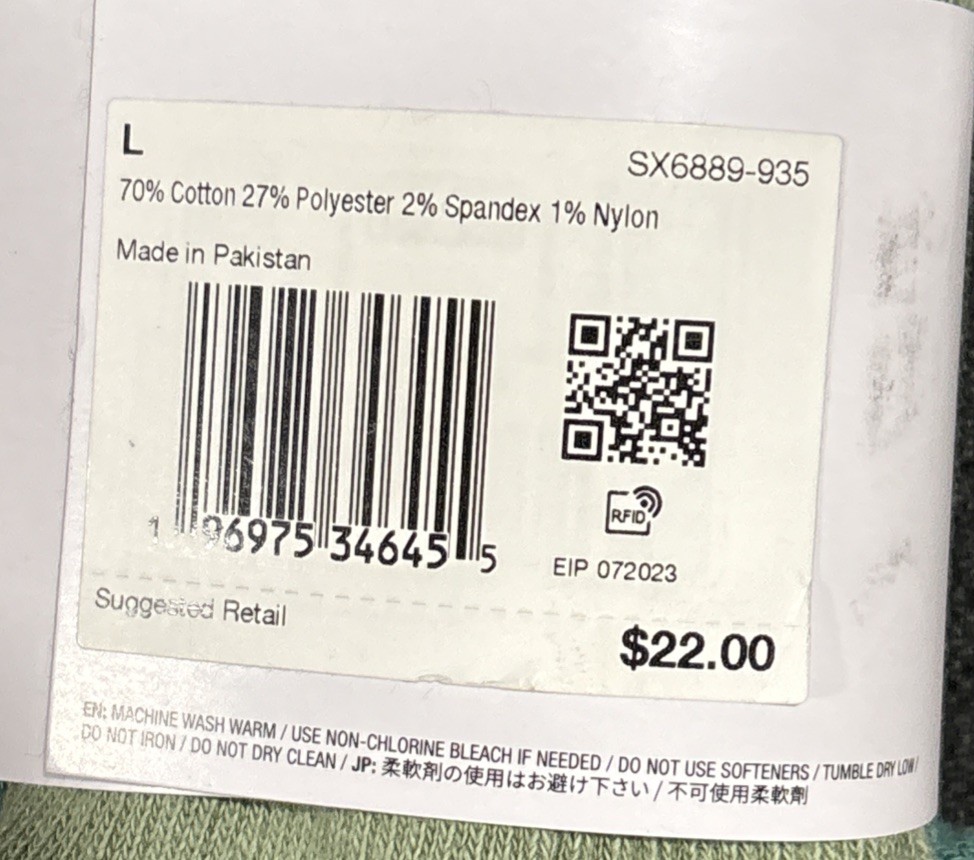 L
SX6889-935
70% Cotton 27% Polyester 2% Spandex 1% Nylon
Made in Pakistan
RFID
1 96975 34645 5
EIP 072023
Suggested Retail
$22.00
EN: MACHINE WASH WARM / USE NON-CHLORINE BLEACH IF NEEDED / DO NOT USE SOFTENERS / TUMBLE DRY LOW /
DO NOT IRON / DO NOT DRY CLEAN / JP: 柔軟剤の使用はお避け下さい / 不可使用柔軟劑